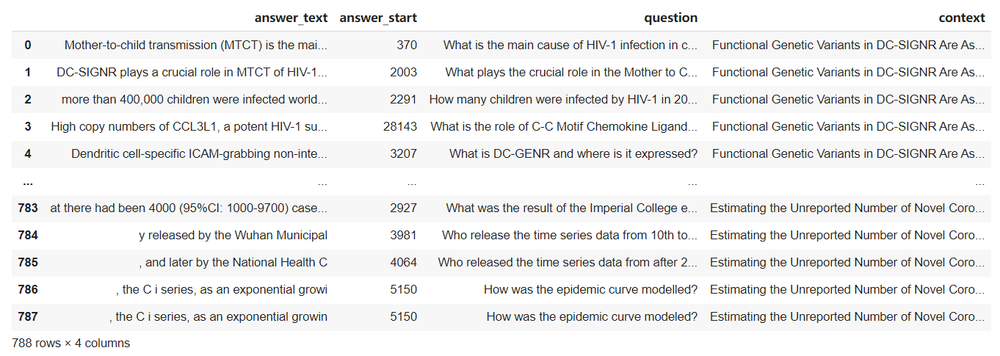 answer_text answer_start question context
0 Mother-to-child transmission (MTCT) is the mai... 370 What is the main cause of HIV-1 infection in c... Functional Genetic Variants in DC-SIGNR Are As...
1 DC-SIGNR plays a crucial role in MTCT of HIV-1... 2003 What plays the crucial role in the Mother to C... Functional Genetic Variants in DC-SIGNR Are As...
2 more than 400,000 children were infected world... 2291 How many children were infected by HIV-1 in 20... Functional Genetic Variants in DC-SIGNR Are As...
3 High copy numbers of CCL3L1, a potent HIV-1 su... 28143 What is the role of C-C Motif Chemokine Ligand... Functional Genetic Variants in DC-SIGNR Are As...
4 Dendritic cell-specific ICAM-grabbing non-inte... 3207 What is DC-GENR and where is it expressed? Functional Genetic Variants in DC-SIGNR Are As...
... ... ... ... ...
783 at there had been 4000 (95%CI: 1000-9700) case... 2927 What was the result of the Imperial College e... Estimating the Unreported Number of Novel Coro...
784 y released by the Wuhan Municipal 3981 Who release the time series data from 10th to... Estimating the Unreported Number of Novel Coro...
785 , and later by the National Health C 4064 Who released the time series data from after 2... Estimating the Unreported Number of Novel Coro...
786 , the C i series, as an exponential growi 5150 How was the epidemic curve modelled? Estimating the Unreported Number of Novel Coro...
787 , the C i series, as an exponential growin 5150 How was the epidemic curve modeled? Estimating the Unreported Number of Novel Coro...
788 rows × 4 columns